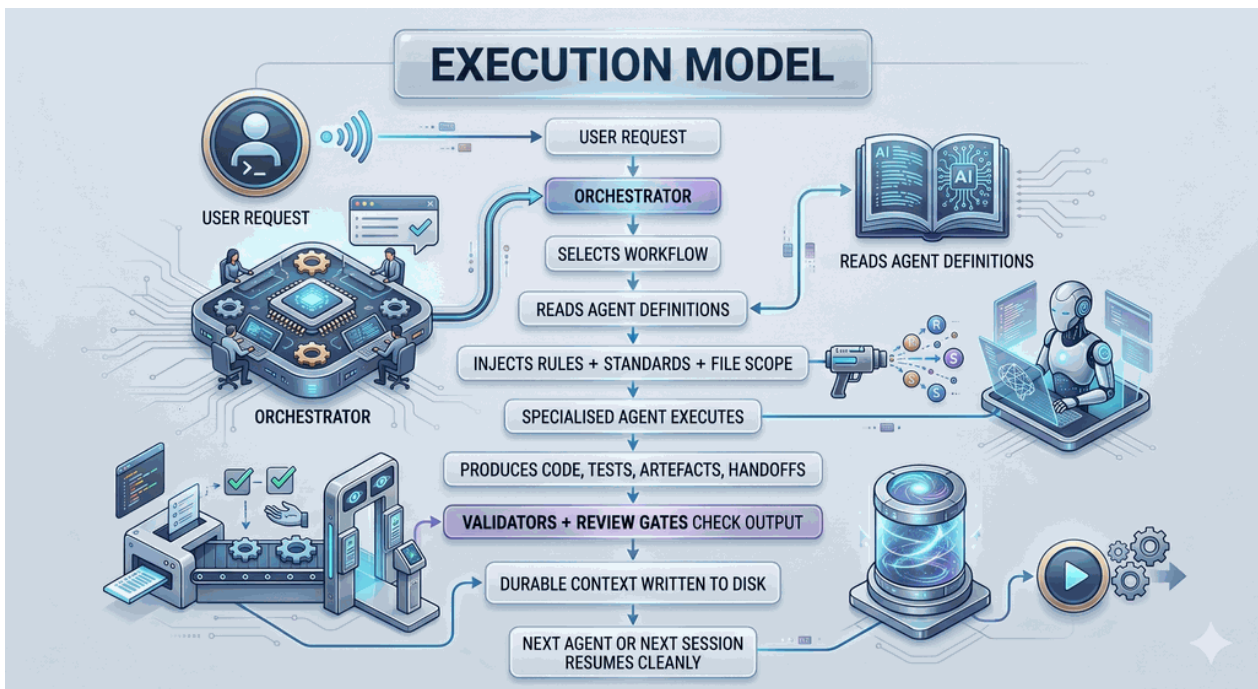 EXECUTION MODEL
USER REQUEST
USER REQUEST
ORCHESTRATOR
SELECTS WORKFLOW
READS AGENT DEFINITIONS
INJECTS RULES + STANDARDS + FILE SCOPE
SPECIALISED AGENT EXECUTES
PRODUCES CODE, TESTS, ARTEFACTS, HANDOFFS
VALIDATORS + REVIEW GATES CHECK OUTPUT
DURABLE CONTEXT WRITTEN TO DISK
NEXT AGENT OR NEXT SESSION
RESUMES CLEANLY
ORCHESTRATOR
AI
AI
READS AGENT DEFINITIONS
R
S
S
S